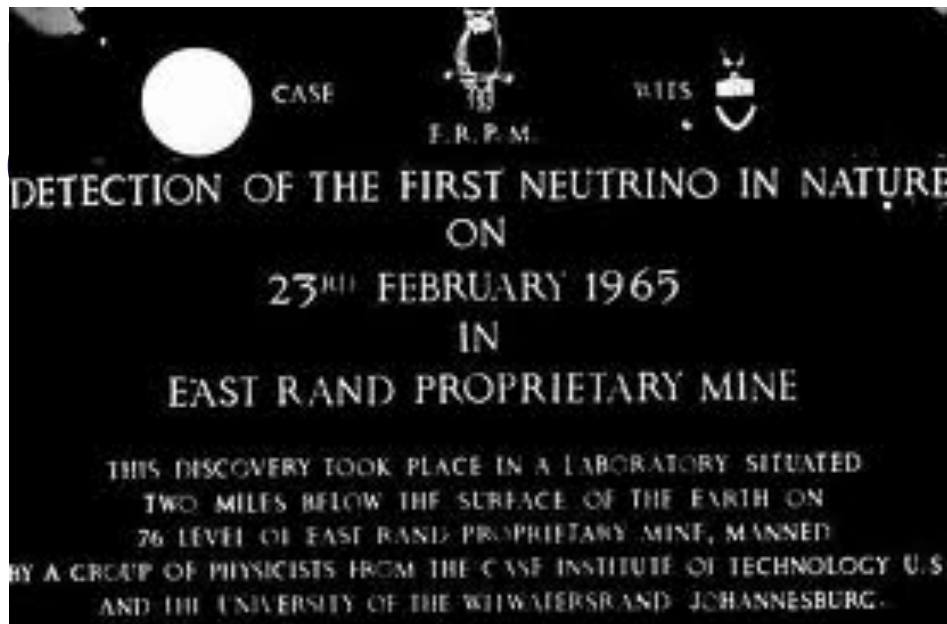 CASE
WITS
E.R.P.M.
DETECTION OF THE FIRST NEUTRINO IN NATURE
ON
23RD FEBRUARY 1965
IN
EAST RAND PROPRIETARY MINE
THIS DISCOVERY TOOK PLACE IN A LABORATORY SITUATED
TWO MILES BELOW THE SURFACE OF THE EARTH ON
76 LEVEL OF EAST RAND PROPRIETARY MINE, MANNED
BY A GROUP OF PHYSICISTS FROM THE CASE INSTITUTE OF TECHNOLOGY U.S
AND THE UNIVERSITY OF THE WITWATERSRAND JOHANNESBURG.